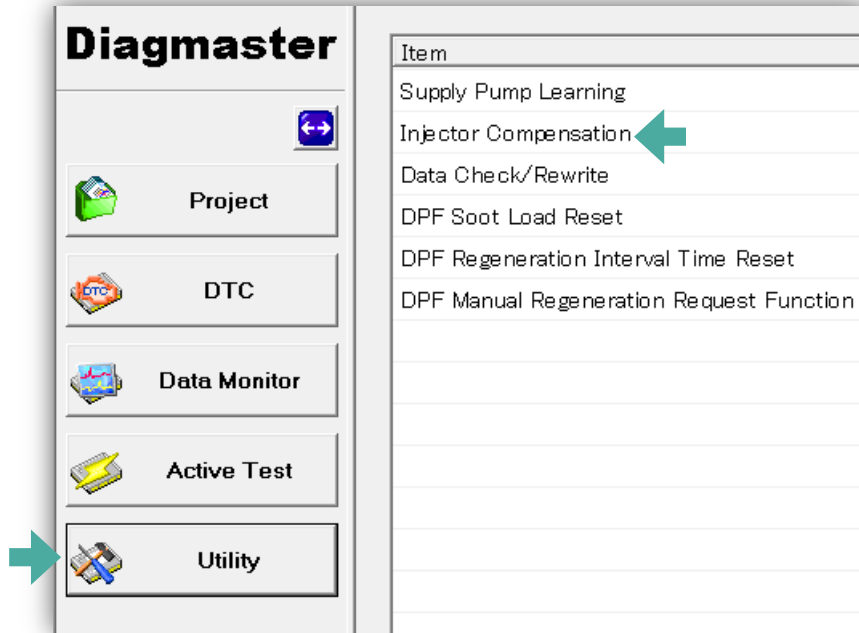 Diagmaster
Project
DTC
DTC
Data Monitor
Active Test
Utility
Item
Supply Pump Learning
Injector Compensation
Data Check/Rewrite
DPF Soot Load Reset
DPF Regeneration Interval Time Reset
DPF Manual Regeneration Request Function